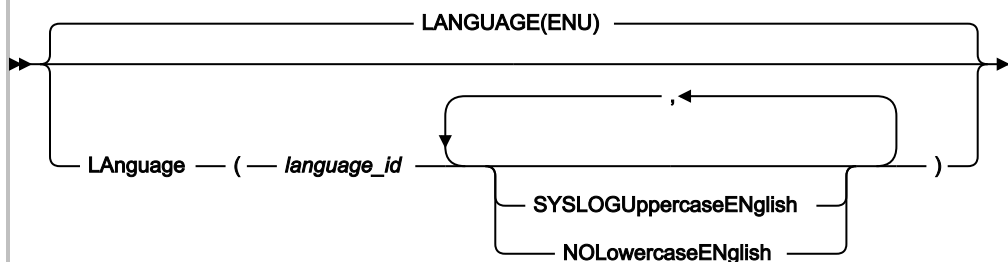 LANGUAGE(ENU)
,
LAnguage ( language_id )
SYSLOGUppercaseENglish
NOLowercaseENglish